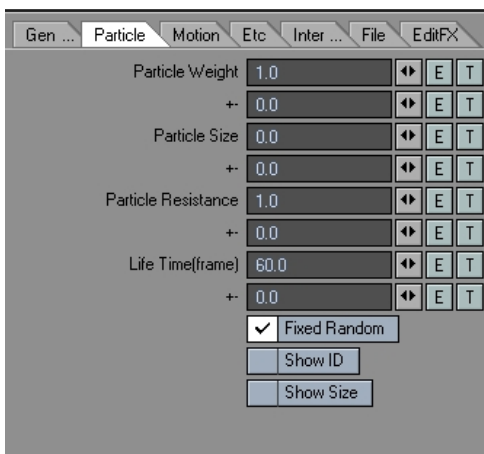 Gen ... Particle Motion Etc Inter ... File EditFX
Particle Weight 1.0 E T
+- 0.0 E T
Particle Size 0.0 E T
+- 0.0 E T
Particle Resistance 1.0 E T
+- 0.0 E T
Life Time(frame) 60.0 E T
+- 0.0 E T
Fixed Random
Show ID
Show Size